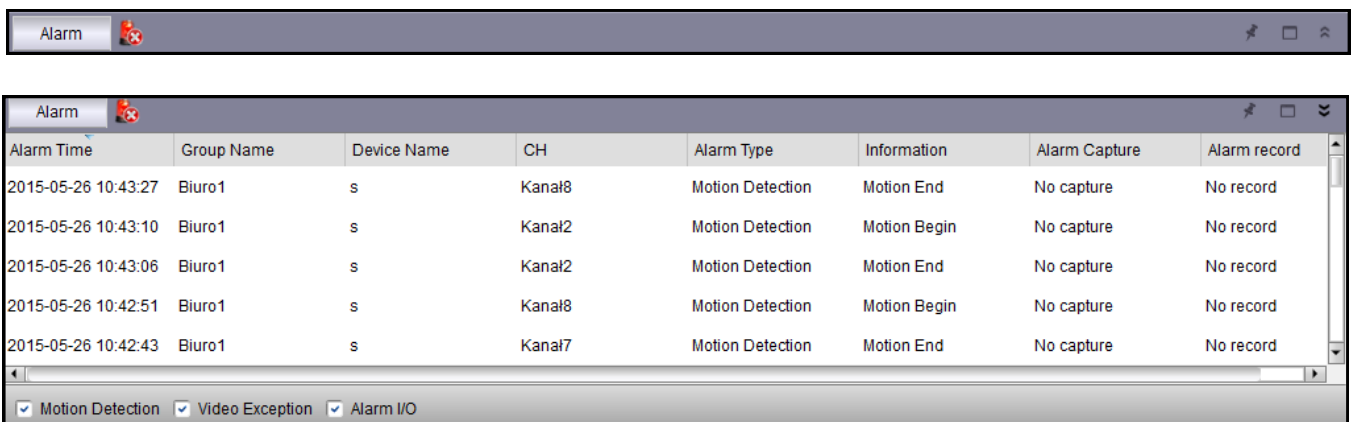 Alarm
Alarm
Alarm Time Group Name Device Name CH Alarm Type Information Alarm Capture Alarm record
2015-05-26 10:43:27 Biuro1 s Kanał8 Motion Detection Motion End No capture No record
2015-05-26 10:43:10 Biuro1 s Kanał2 Motion Detection Motion Begin No capture No record
2015-05-26 10:43:06 Biuro1 s Kanał2 Motion Detection Motion End No capture No record
2015-05-26 10:42:51 Biuro1 s Kanał8 Motion Detection Motion Begin No capture No record
2015-05-26 10:42:43 Biuro1 s Kanał7 Motion Detection Motion End No capture No record
Motion Detection Video Exception Alarm I/O